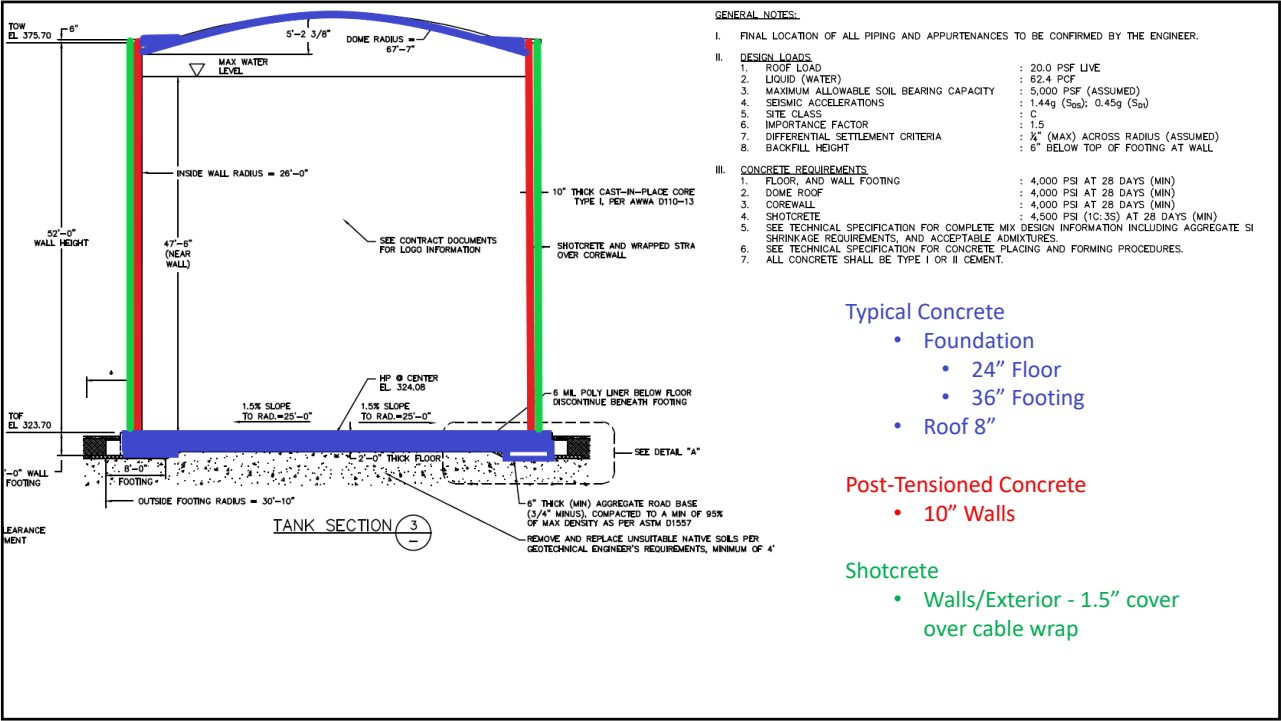 TOW
EL 375.70
6"
5'-2 3/8"
DOME RADIUS =
67'-7"
MAX WATER
LEVEL
INSIDE WALL RADIUS = 26'-0"
10" THICK CAST-IN-PLACE CORE
TYPE I, PER AWWA D110-13
52'-0"
WALL HEIGHT
47'-6"
(NEAR
WALL)
SEE CONTRACT DOCUMENTS
FOR LOGO INFORMATION
SHOTCRETE AND WRAPPED STRA
OVER COREWALL
HP @ CENTER
EL. 324.08
1.5% SLOPE
TO RAD.=25'-0"
1.5% SLOPE
TO RAD.=25'-0"
6 MIL POLY LINER BELOW FLOOR
DISCONTINUE BENEATH FOOTING
TOF
EL 323.70
2'-0" THICK FLOOR
SEE DETAIL "A"
'-0" WALL
FOOTING
8'-0"
FOOTING
OUTSIDE FOOTING RADIUS = 30'-10"
6" THICK (MIN) AGGREGATE ROAD BASE
(3/4" MINUS), COMPACTED TO A MIN OF 95%
OF MAX DENSITY AS PER ASTM D1557
TANK SECTION 3
–
LEARANCE
MENT
REMOVE AND REPLACE UNSUITABLE NATIVE SOILS PER
GEOTECHNICAL ENGINEER'S REQUIREMENTS, MINIMUM OF 4'
GENERAL NOTES:
I. FINAL LOCATION OF ALL PIPING AND APPURTENANCES TO BE CONFIRMED BY THE ENGINEER.
II. DESIGN LOADS
1. ROOF LOAD : 20.0 PSF LIVE
2. LIQUID (WATER) : 62.4 PCF
3. MAXIMUM ALLOWABLE SOIL BEARING CAPACITY : 5,000 PSF (ASSUMED)
4. SEISMIC ACCELERATIONS : 1.44g (SDS); 0.45g (SD1)
5. SITE CLASS : C
6. IMPORTANCE FACTOR : 1.5
7. DIFFERENTIAL SETTLEMENT CRITERIA : (MAX) ACROSS RADIUS (ASSUMED)
8. BACKFILL HEIGHT : 6" BELOW TOP OF FOOTING AT WALL
III. CONCRETE REQUIREMENTS
1. FLOOR, AND WALL FOOTING : 4,000 PSI AT 28 DAYS (MIN)
2. DOME ROOF : 4,000 PSI AT 28 DAYS (MIN)
3. COREWALL : 4,000 PSI AT 28 DAYS (MIN)
4. SHOTCRETE : 4,500 PSI (1C:3S) AT 28 DAYS (MIN)
5. SEE TECHNICAL SPECIFICATION FOR COMPLETE MIX DESIGN INFORMATION INCLUDING AGGREGATE SI
SHRINKAGE REQUIREMENTS, AND ACCEPTABLE ADMIXTURES.
6. SEE TECHNICAL SPECIFICATION FOR CONCRETE PLACING AND FORMING PROCEDURES.
7. ALL CONCRETE SHALL BE TYPE I OR II CEMENT.
Typical Concrete
• Foundation
• 24” Floor
• 36” Footing
• Roof 8”
Post-Tensioned Concrete
• 10” Walls
Shotcrete
• Walls/Exterior - 1.5” cover
over cable wrap